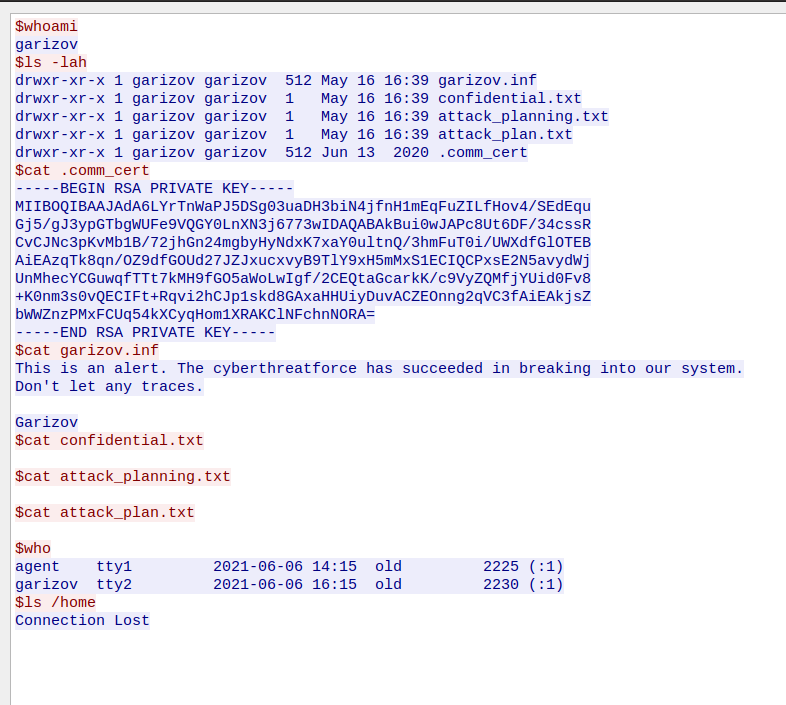 $whoami
garizov
$ls -lah
drwxr-xr-x 1 garizov garizov  512 May 16 16:39 garizov.inf
drwxr-xr-x 1 garizov garizov  1   May 16 16:39 confidential.txt
drwxr-xr-x 1 garizov garizov  1   May 16 16:39 attack_planning.txt
drwxr-xr-x 1 garizov garizov  1   May 16 16:39 attack_plan.txt
drwxr-xr-x 1 garizov garizov  512 Jun 13  2020 .comm_cert
$cat .comm_cert
-----BEGIN RSA PRIVATE KEY-----
MIIBOQIBAAJAdA6LYrTnWaPJ5DSg03uaDH3biN4jfnH1mEqFuZILfHov4/SEdEqu
Gj5/gJ3ypGTbgWUFe9VQGY0LnXN3j6773wIDAQABAkBui0wJAPc8Ut6DF/34cssR
CvCJNc3pKvMb1B/72jhGn24mgbyHyNdxK7xaY0ultnQ/3hmFuT0i/UWXdfGlOTEB
AiEAzqTk8qn/OZ9dfGOUd27JZJxucxvyB9TlY9xH5mMxS1ECIQCPxsE2N5avydWj
UnMhecYCGuwqfTTt7kMH9fGO5aWoLwIgf/2CEQtaGcarkK/c9VyZQMfjYUid0Fv8
+K0nm3s0vQECIFt+Rqvi2hCJp1skd8GAxaHHUiyDuvACZEOnng2qVC3fAiEAkjsZ
bWWZnzPMxFCUq54kXCyqHom1XRAKClNFchnNORA=
-----END RSA PRIVATE KEY-----
$cat garizov.inf
This is an alert. The cyberthreatforce has succeeded in breaking into our system.
Don't let any traces.
Garizov
$cat confidential.txt
$cat attack_planning.txt
$cat attack_plan.txt
$who
agent    tty1         2021-06-06 14:15  old         2225 (:1)
garizov  tty2         2021-06-06 16:15  old         2230 (:1)
$ls /home
Connection Lost